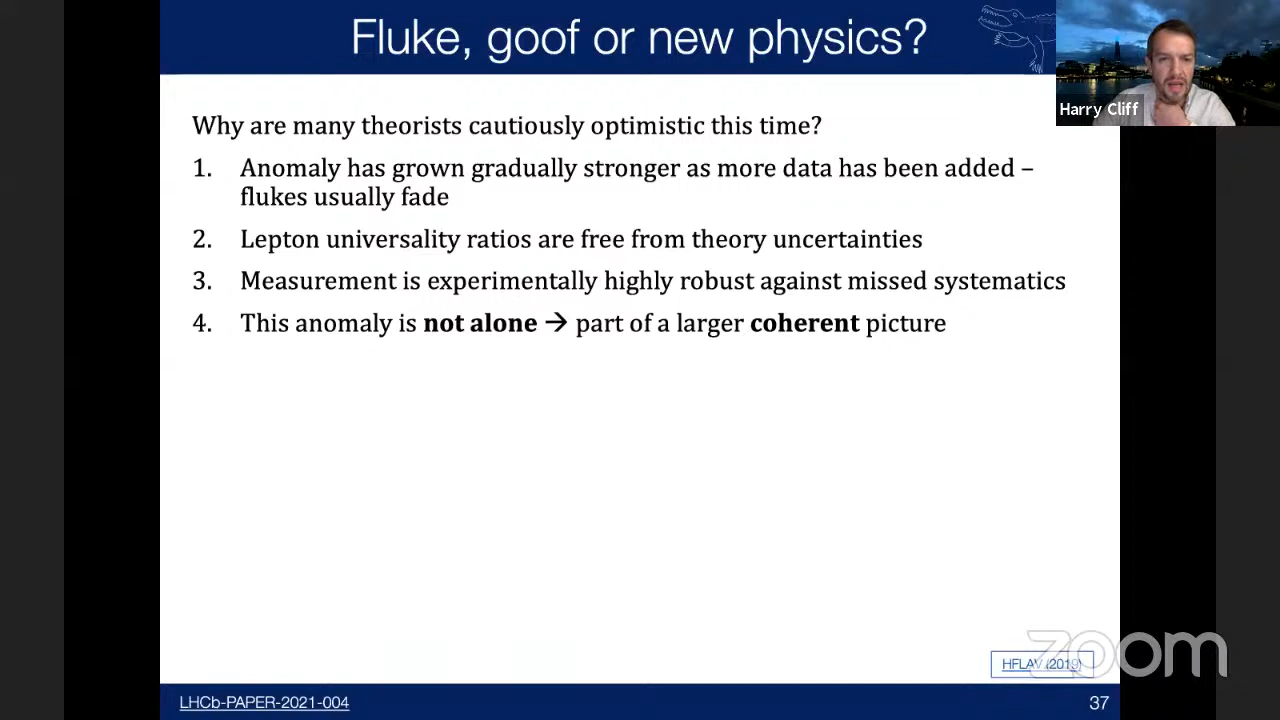 Fluke, goof or new physics?
Harry Cliff
Why are many theorists cautiously optimistic this time?
1. Anomaly has grown gradually stronger as more data has been added –
flukes usually fade
2. Lepton universality ratios are free from theory uncertainties
3. Measurement is experimentally highly robust against missed systematics
4. This anomaly is not alone → part of a larger coherent picture
HFLAV (2019)
zoom
LHCb-PAPER-2021-004
37